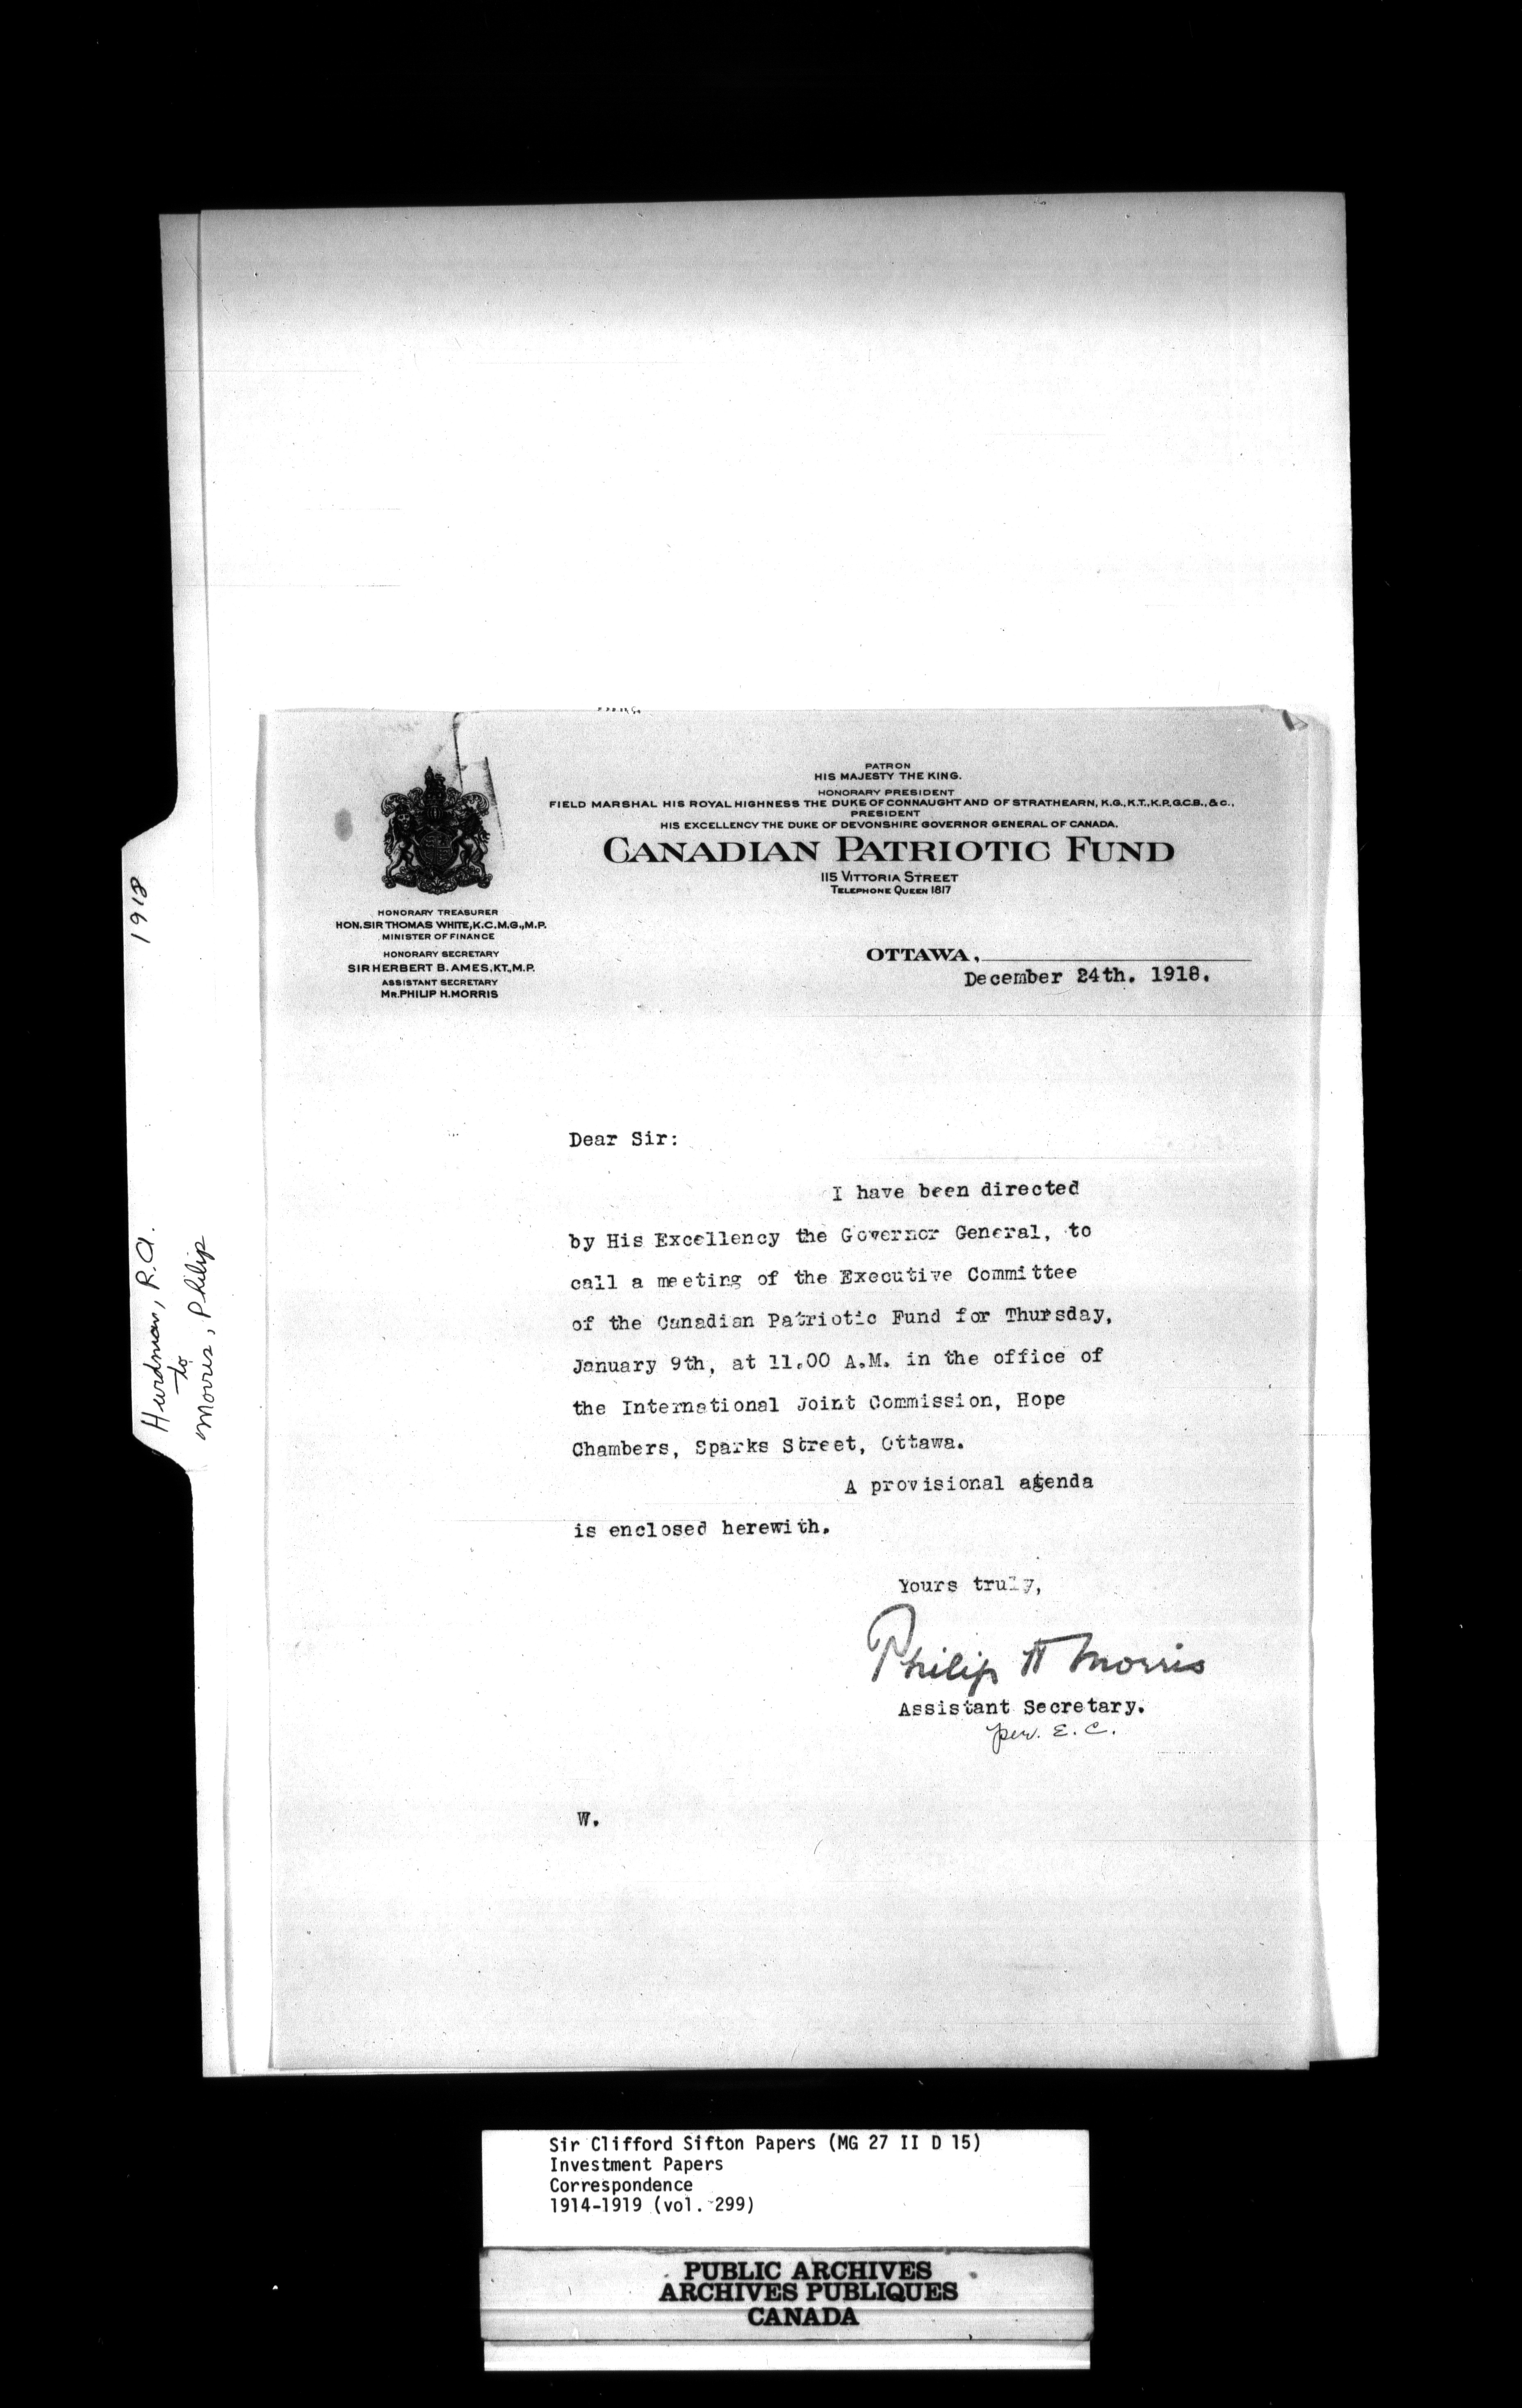 PATRON
HIS MAJESTY THE KING.
HONORARY PRESIDENT
FIELD MARSHAL HIS ROYAL HIGHNESS THE DUKE OF CONNAUGHT AND OF STRATHEARN, K.G., K.T., K.P., G.C.B., & C.,
PRESIDENT
HIS EXCELLENCY THE DUKE OF DEVONSHIRE GOVERNOR GENERAL OF CANADA.
CANADIAN PATRIOTIC FUND
115 VITTORIA STREET
TELEPHONE QUEEN 1817
HONORARY TREASURER
HON. SIR THOMAS WHITE, K.C.M.G., M.P.
MINISTER OF FINANCE
HONORARY SECRETARY
SIR HERBERT B. AMES, KT., M.P.
ASSISTANT SECRETARY
MR. PHILIP H. MORRIS
OTTAWA,
December 24th. 1918.
Dear Sir:
I have been directed
by His Excellency the Governor General, to
call a meeting of the Executive Committee
of the Canadian Patriotic Fund for Thursday,
January 9th, at 11.00 A.M. in the office of
the International Joint Commission, Hope
Chambers, Sparks Street, Ottawa.
A provisional agenda
is enclosed herewith.
Yours truly,
Philip H Morris
Assistant Secretary.
per. E. C.
W.
1918
Hurdman, R.A.
to
Morris, Philip
Sir Clifford Sifton Papers (MG 27 II D 15)
Investment Papers
Correspondence
1914-1919 (vol. 299)
PUBLIC ARCHIVES
ARCHIVES PUBLIQUES
CANADA